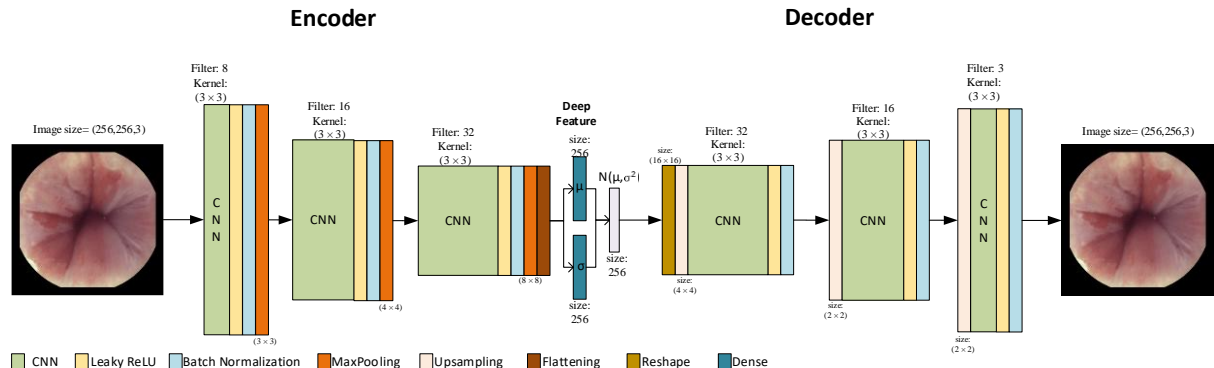 Encoder
Decoder
Filter: 8
Kernel:
(3 × 3)
Filter: 16
Kernel:
(3 × 3)
Filter: 32
Kernel:
(3 × 3)
Deep
Feature
size:
256
μ
σ
size:
256
N(μ,σ²)
size:
256
Filter: 32
Kernel:
(3 × 3)
size:
(16 × 16)
Filter: 16
Kernel:
(3 × 3)
Filter: 3
Kernel:
(3 × 3)
Image size= (256,256,3)
Image size= (256,256,3)
C
N
N
CNN
CNN
CNN
CNN
C
N
N
(3 × 3)
(4 × 4)
(8 × 8)
size:
(4 × 4)
size:
(2 × 2)
size:
(2 × 2)
CNN
Leaky ReLU
Batch Normalization
MaxPooling
Upsampling
Flattening
Reshape
Dense